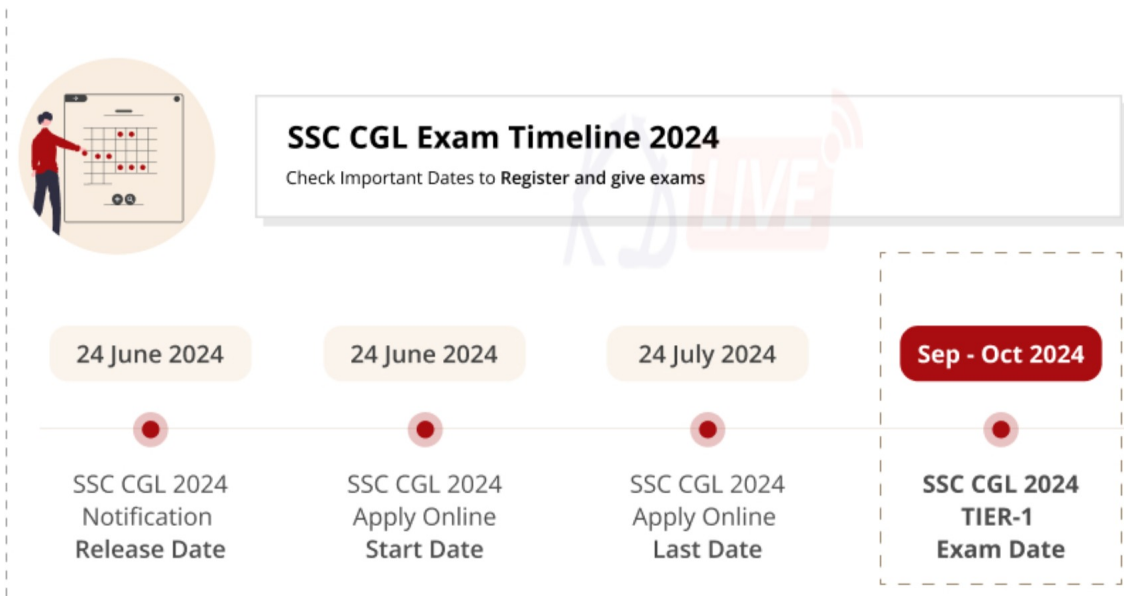 SSC CGL Exam Timeline 2024
Check Important Dates to Register and give exams
KD LIVE
24 June 2024
24 June 2024
24 July 2024
Sep - Oct 2024
SSC CGL 2024
Notification
Release Date
SSC CGL 2024
Apply Online
Start Date
SSC CGL 2024
Apply Online
Last Date
SSC CGL 2024
TIER-1
Exam Date